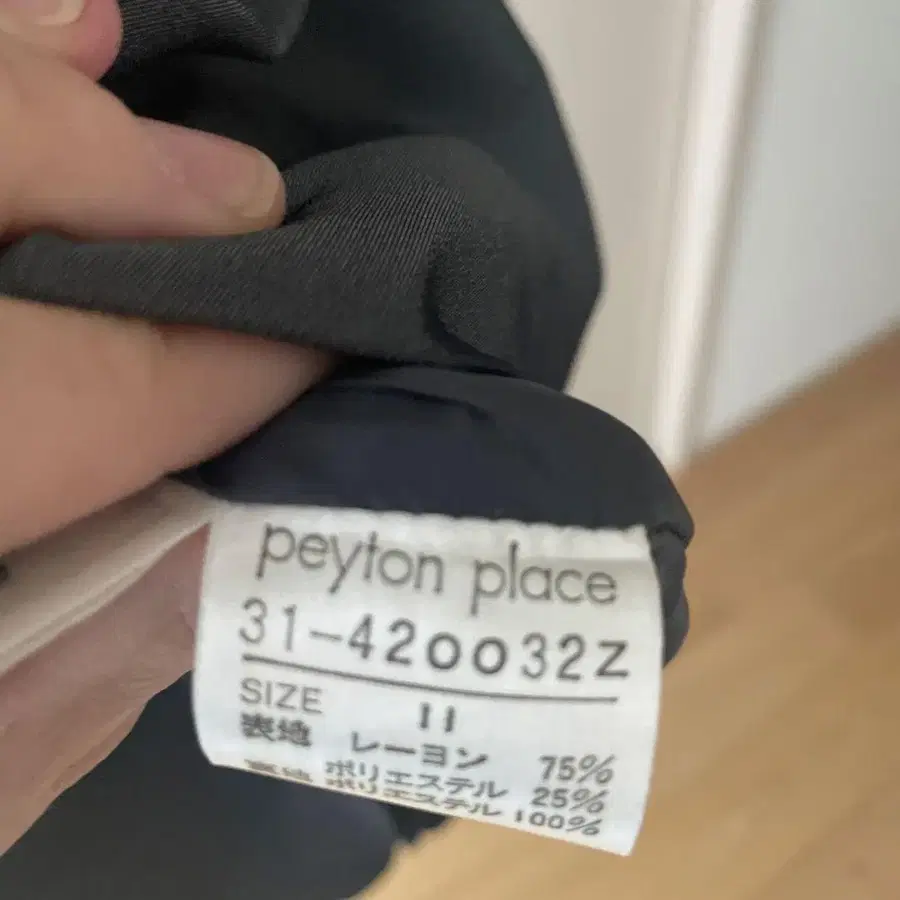 peyton place
31-420032Z
SIZE 11
表地 レーヨン 75%
ポリエステル 25%
裏地 ポリエステル 100%